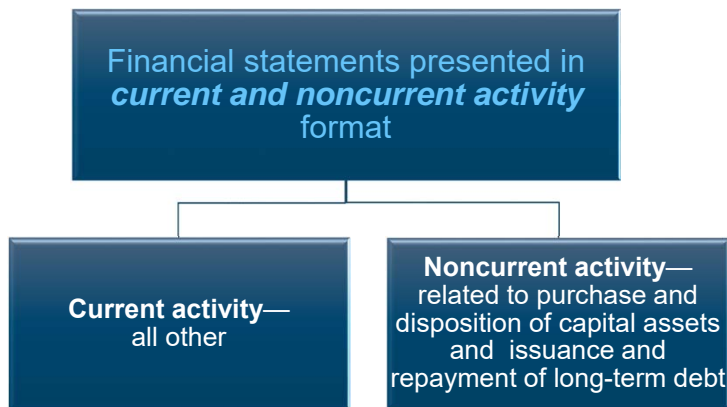 Financial statements presented in
current and noncurrent activity
format
Current activity—
all other
Noncurrent activity—
related to purchase and
disposition of capital assets
and issuance and
repayment of long-term debt